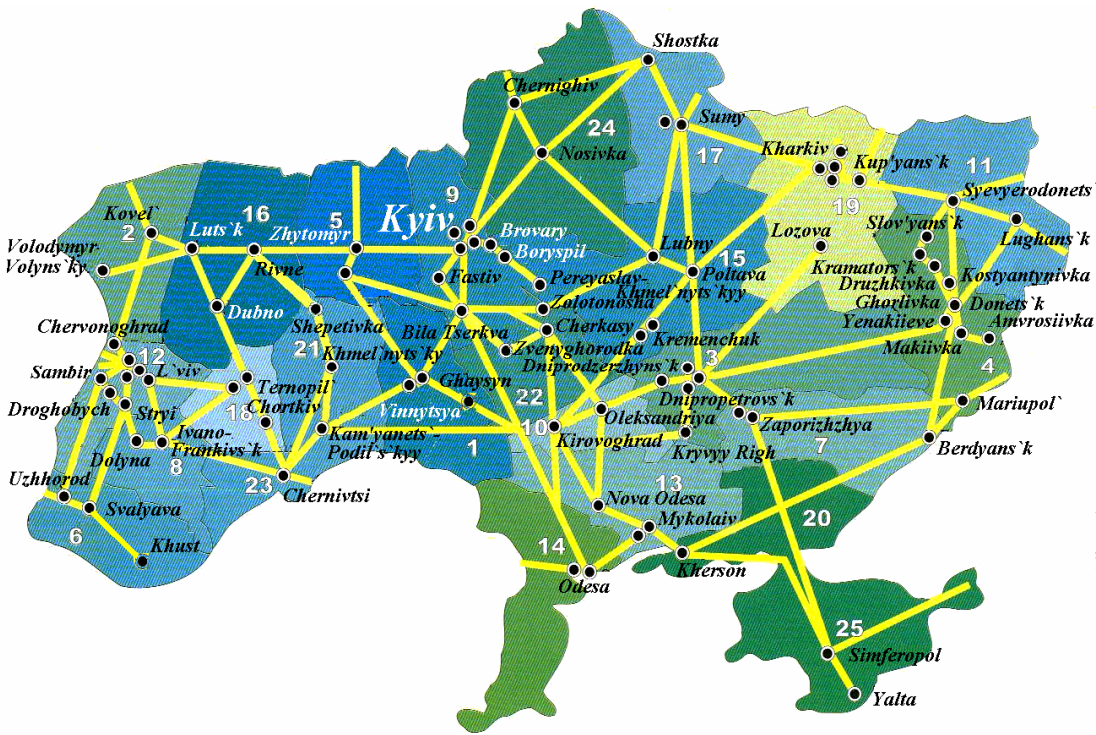 Shostka
Chernighiv
24
Sumy
Nosivka
17
Kharkiv
Kup'yans`k
11
Syevyerodonets`
9
Kovel`
2
16
Luts`k
5
Zhytomyr
Kyiv
Brovary
Boryspil
19
Slov'yans`k
Lozova
Lughans`k
Volodymyr-
Volyns`ky
Rivne
Lubny
15
Poltava
Kramators`k
Druzhkivka
Kostyantynivka
Fastiv
Pereyaslav-
Khmel`nyts`kyy
Zolotonosha
Ghorlivka
Donets`k
Dubno
Yenakiieve
Amvrosiivka
Makiivka
4
Chervonoghrad
Shepetivka
Bila Tserkva
Cherkasy
Kremenchuk
12
21
Khmel`nyts`ky
Zvenyghorodka
Dniprodzerzhyns`k
3
Sambir
L`viv
Ternopil`
Ghaysyn
22
Dnipropetrovs`k
Mariupol`
Droghobych
18
Chortkiv
Vinnytsya
Oleksandriya
Zaporizhzhya
Stryi
Ivano-
Frankivs`k
Kam'yanets`-
Podil`s`kyy
1
10
Kirovoghrad
Kryvyy Righ
7
Berdyans`k
Dolyna
8
Uzhhorod
23
Chernivtsi
13
Nova Odesa
20
Svalyava
Mykolaiv
6
Khust
14
Odesa
Kherson
25
Simferopol
Yalta